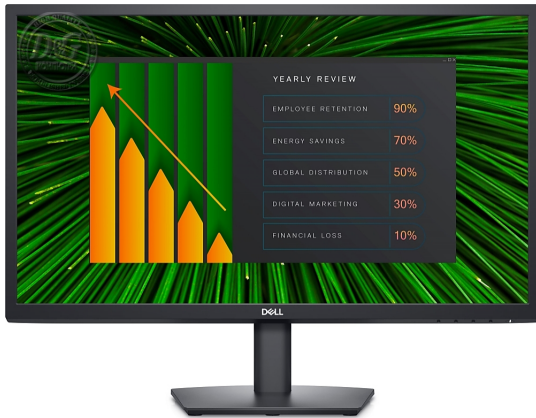 YEARLY REVIEW
EMPLOYEE RETENTION 90%
ENERGY SAVINGS 70%
GLOBAL DISTRIBUTION 50%
DIGITAL MARKETING 30%
FINANCIAL LOSS 10%
DELL